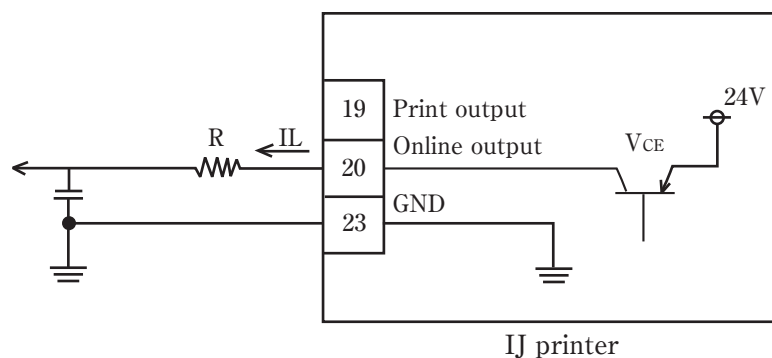 24V
19 Print output
R IL Online output VCE
20
GND
23
IJ printer